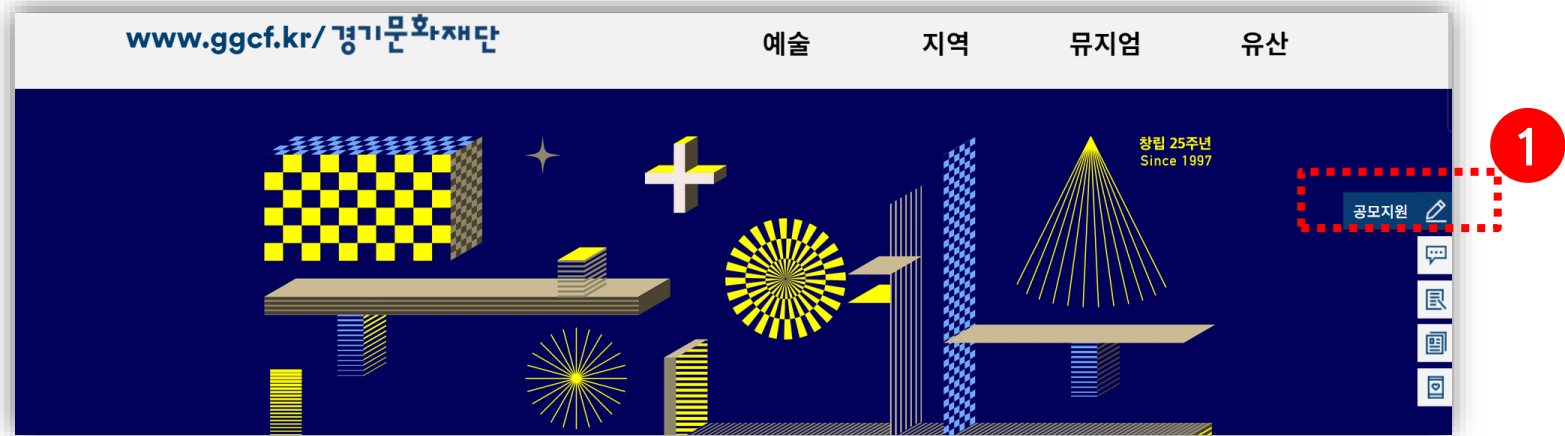 www.ggcf.kr/경기문화재단
예술 지역 뮤지엄 유산
창립 25주년
Since 1997
1
공모지원